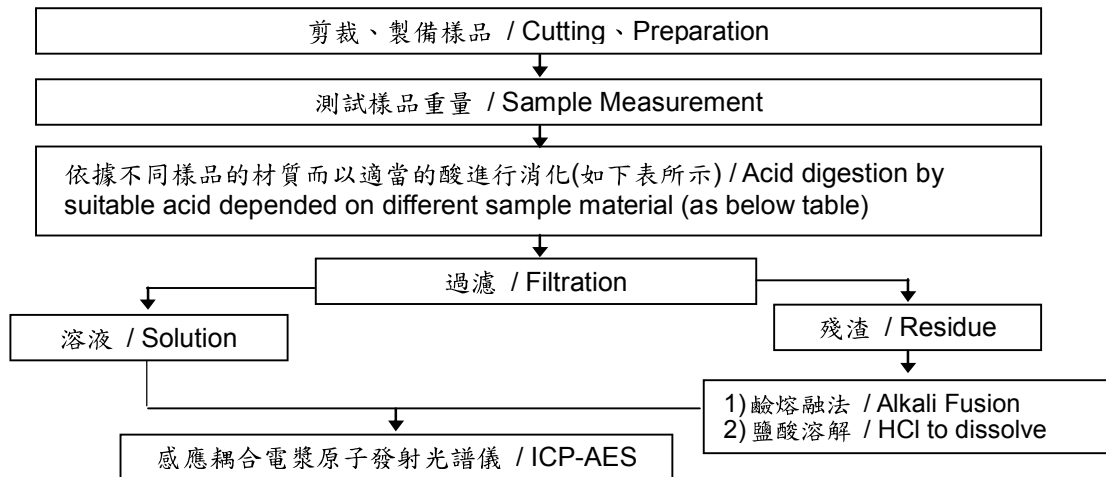 剪裁、製備樣品 / Cutting、Preparation
測試樣品重量 / Sample Measurement
依據不同樣品的材質而以適當的酸進行消化(如下表所示) / Acid digestion by
suitable acid depended on different sample material (as below table)
過濾 / Filtration
溶液 / Solution
殘渣 / Residue
1) 鹼熔融法 / Alkali Fusion
2) 鹽酸溶解 / HCl to dissolve
感應耦合電漿原子發射光譜儀 / ICP-AES